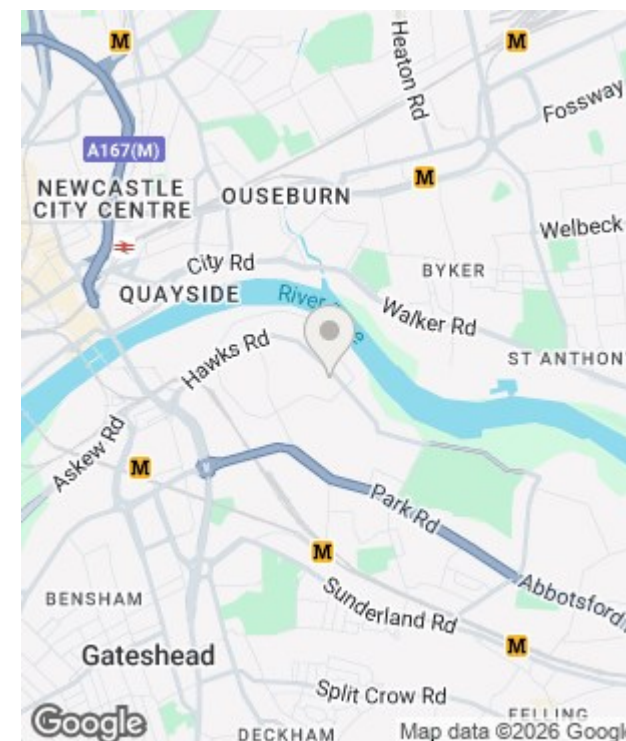 M
M
Heaton Rd
Fossway
A167(M)
M
NEWCASTLE
CITY CENTRE
OUSEBURN
Welbeck
City Rd
BYKER
QUAYSIDE
River
Walker Rd
Hawks Rd
ST ANTHON
Askew Rd
M
Park Rd
M
Abbotsford
BENSHAM
Sunderland Rd
M
Gateshead
Split Crow Rd
FELLING
DECKHAM
Google
Map data ©2026 Google